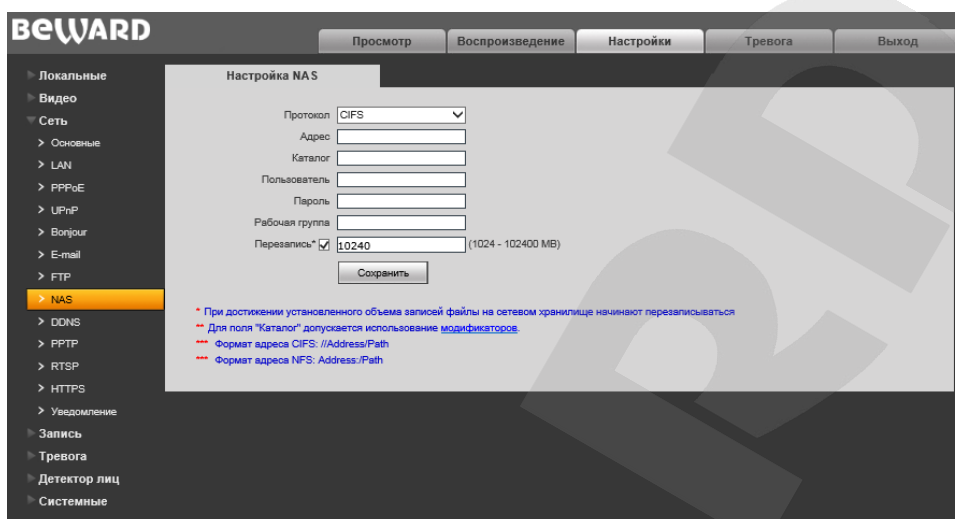 BEWARD
Просмотр Воспроизведение Настройки Тревога Выход
Локальные
Видео
Сеть
> Основные
> LAN
> PPPoE
> UPnP
> Bonjour
> E-mail
> FTP
> NAS
> DDNS
> PPTP
> RTSP
> HTTPS
> Уведомление
Запись
Тревога
Детектор лиц
Системные
Настройка NAS
Протокол CIFS
Адрес
Каталог
Пользователь
Пароль
Рабочая группа
Перезапись* 10240 (1024 - 102400 MB)
Сохранить
* При достижении установленного объема записей файлы на сетевом хранилище начинают перезаписываться
** Для поля "Каталог" допускается использование модификаторов.
*** Формат адреса CIFS: //Address/Path
*** Формат адреса NFS: Address:/Path